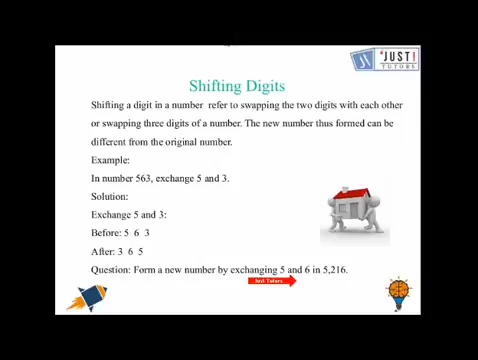 JUST!
TUTORS
Shifting Digits
Shifting a digit in a number refer to swapping the two digits with each other
or swapping three digits of a number. The new number thus formed can be
different from the original number.
Example:
In number 563, exchange 5 and 3.
Solution:
Exchange 5 and 3:
Before: 5 6 3
After: 3 6 5
Question: Form a new number by exchanging 5 and 6 in 5,216.
Just Tutors